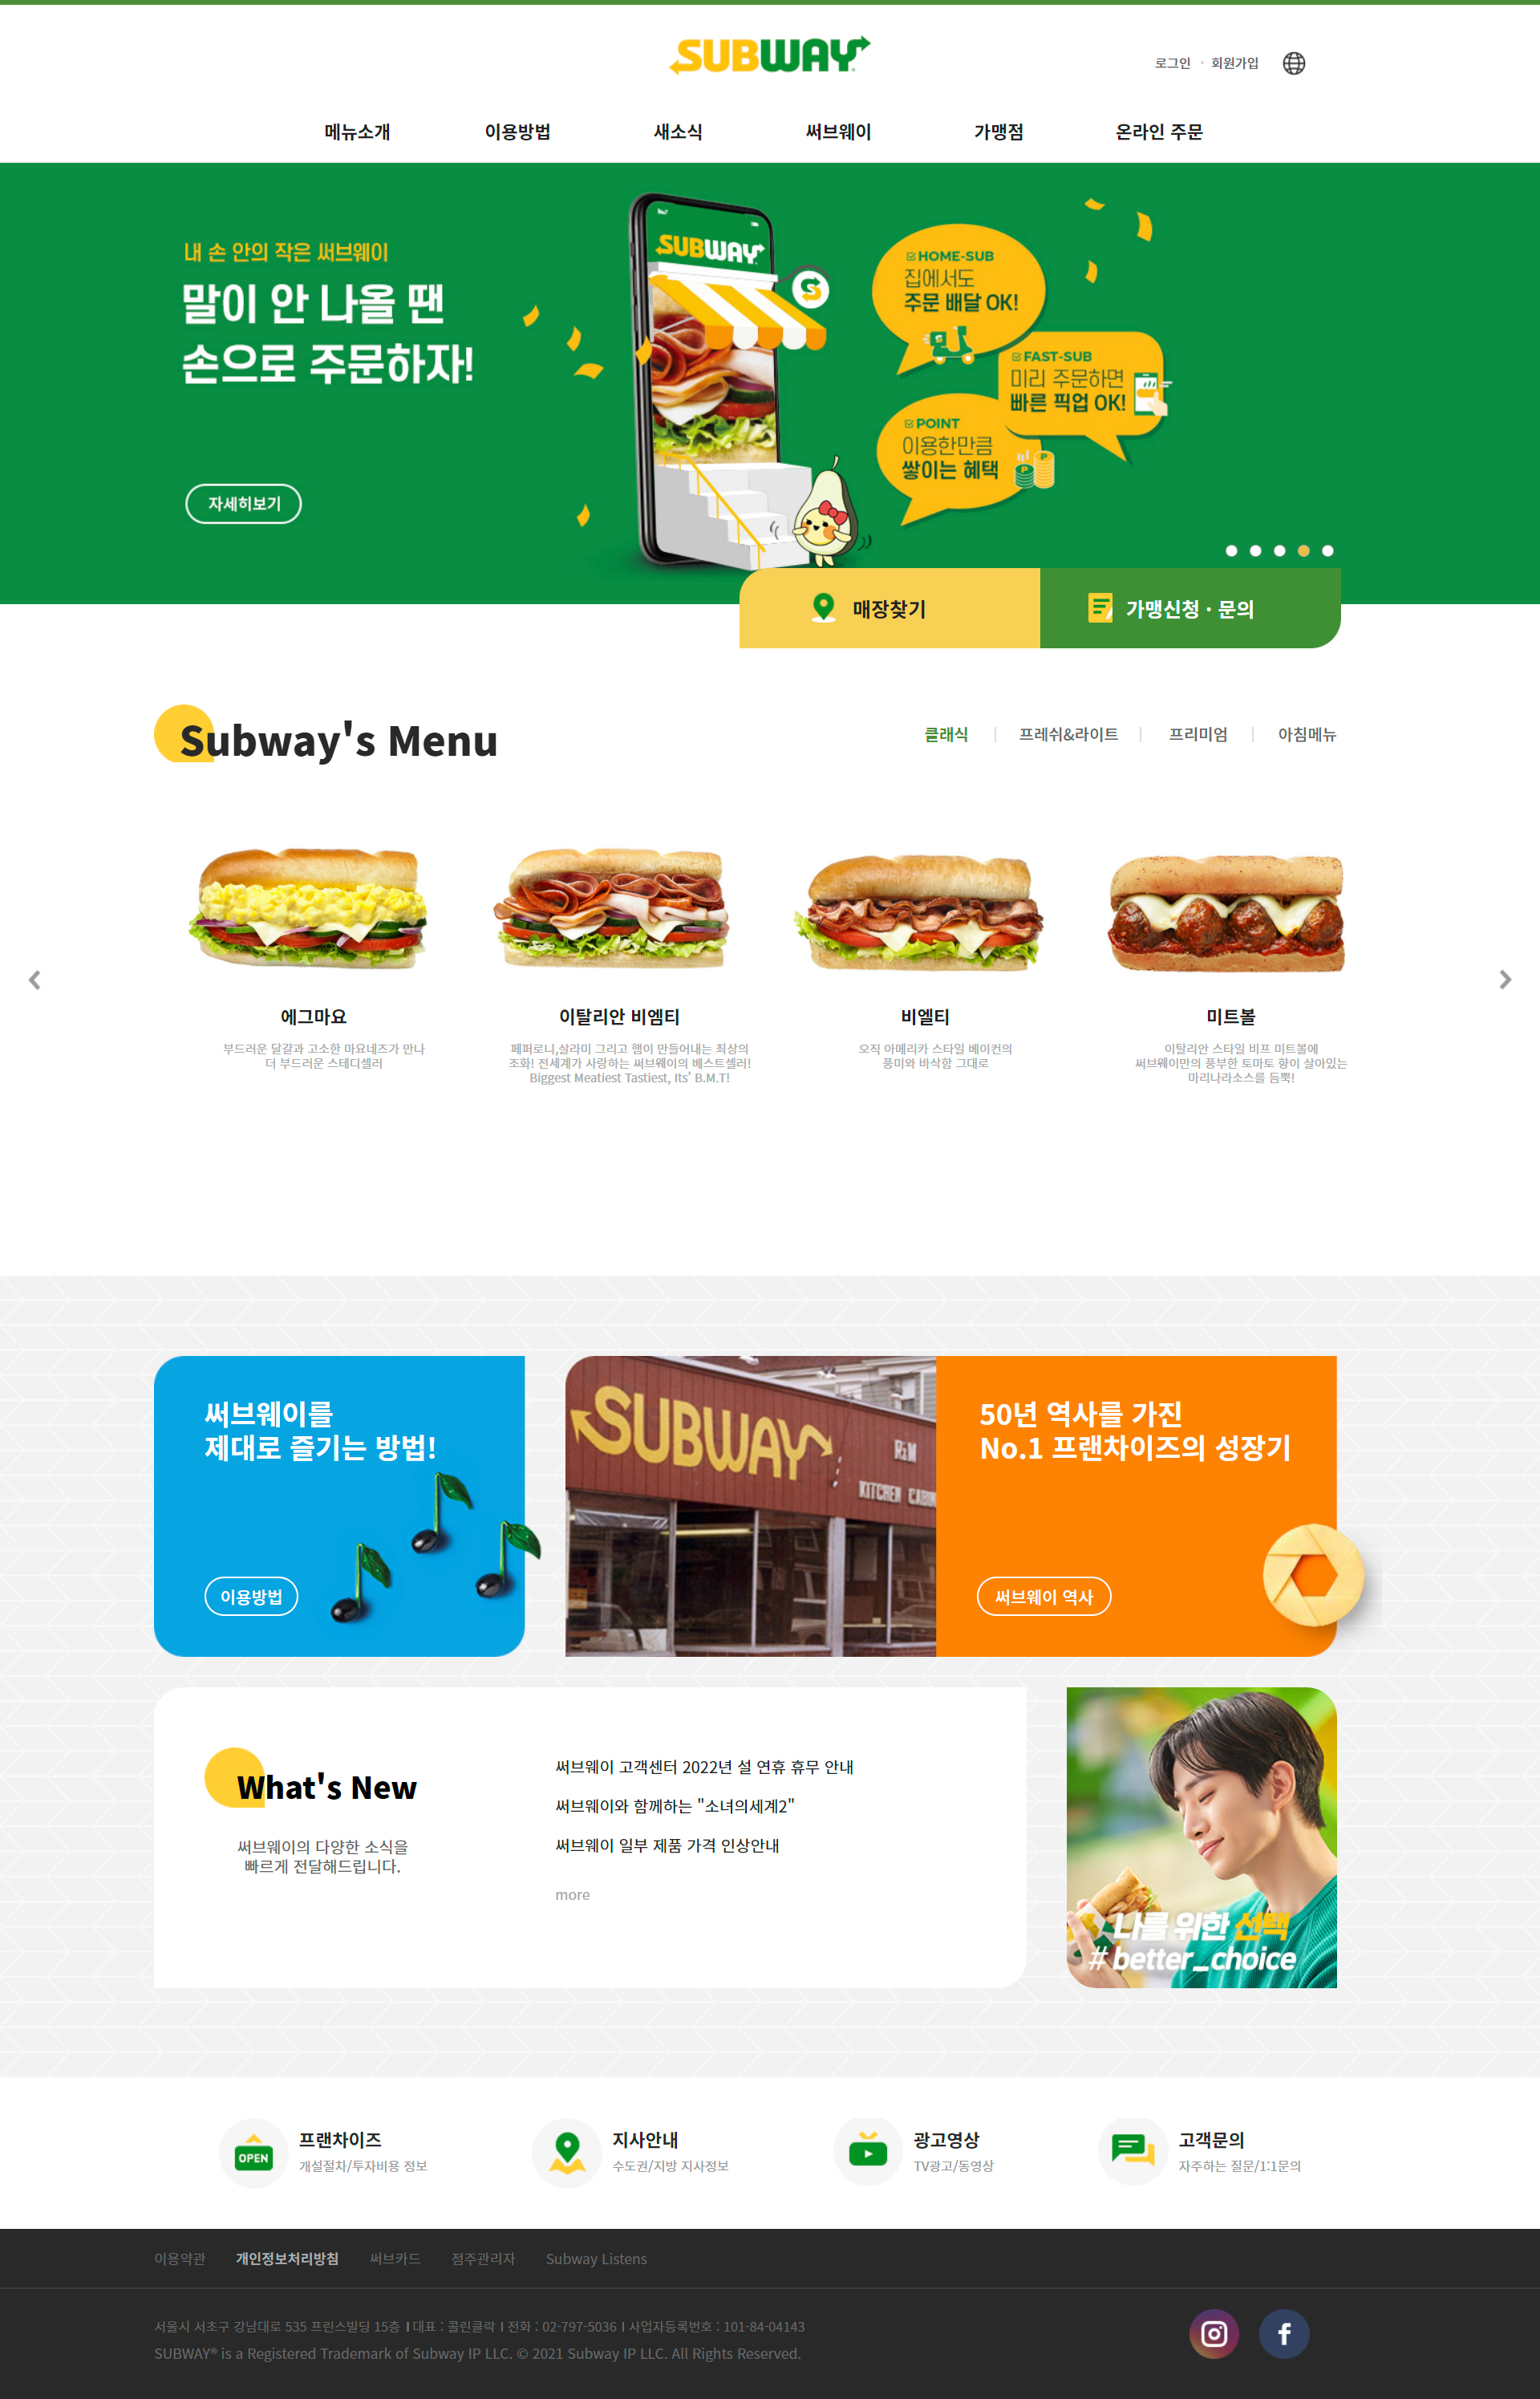 SUBWAY
로그인 · 회원가입
메뉴소개 이용방법 새소식 써브웨이 가맹점 온라인 주문
내 손 안의 작은 써브웨이
말이 안 나올 땐
손으로 주문하자!
자세히보기
SUBWAY
HOME-SUB
집에서도
주문 배달 OK!
FAST-SUB
미리 주문하면
빠른 픽업 OK!
POINT
이용한만큼
쌓이는 혜택
P
P
매장찾기
가맹신청 · 문의
Subway's Menu
클래식 | 프레쉬&라이트 | 프리미엄 | 아침메뉴
에그마요
부드러운 달걀과 고소한 마요네즈가 만나
더 부드러운 스테디셀러
이탈리안 비엠티
페퍼로니,살라미 그리고 햄이 만들어내는 최상의
조화! 전세계가 사랑하는 써브웨이의 베스트셀러!
Biggest Meatiest Tastiest, Its' B.M.T!
비엘티
오직 아메리카 스타일 베이컨의
풍미와 바삭함 그대로
미트볼
이탈리안 스타일 비프 미트볼에
써브웨이만의 풍부한 토마토 향이 살아있는
마리나라소스를 듬뿍!
써브웨이를
제대로 즐기는 방법!
이용방법
SUBWAY
R&M
KITCHEN CABIN
50년 역사를 가진
No.1 프랜차이즈의 성장기
써브웨이 역사
What's New
써브웨이의 다양한 소식을
빠르게 전달해드립니다.
써브웨이 고객센터 2022년 설 연휴 휴무 안내
써브웨이와 함께하는 "소녀의세계2"
써브웨이 일부 제품 가격 인상안내
more
나를 위한 선택
# better_choice
OPEN
프랜차이즈
개설절차/투자비용 정보
지사안내
수도권/지방 지사정보
광고영상
TV광고/동영상
고객문의
자주하는 질문/1:1문의
이용약관 개인정보처리방침 써브카드 점주관리자 Subway Listens
서울시 서초구 강남대로 535 프린스빌딩 15층 I 대표 : 콜린클락 I 전화 : 02-797-5036 I 사업자등록번호 : 101-84-04143
SUBWAY® is a Registered Trademark of Subway IP LLC. © 2021 Subway IP LLC. All Rights Reserved.